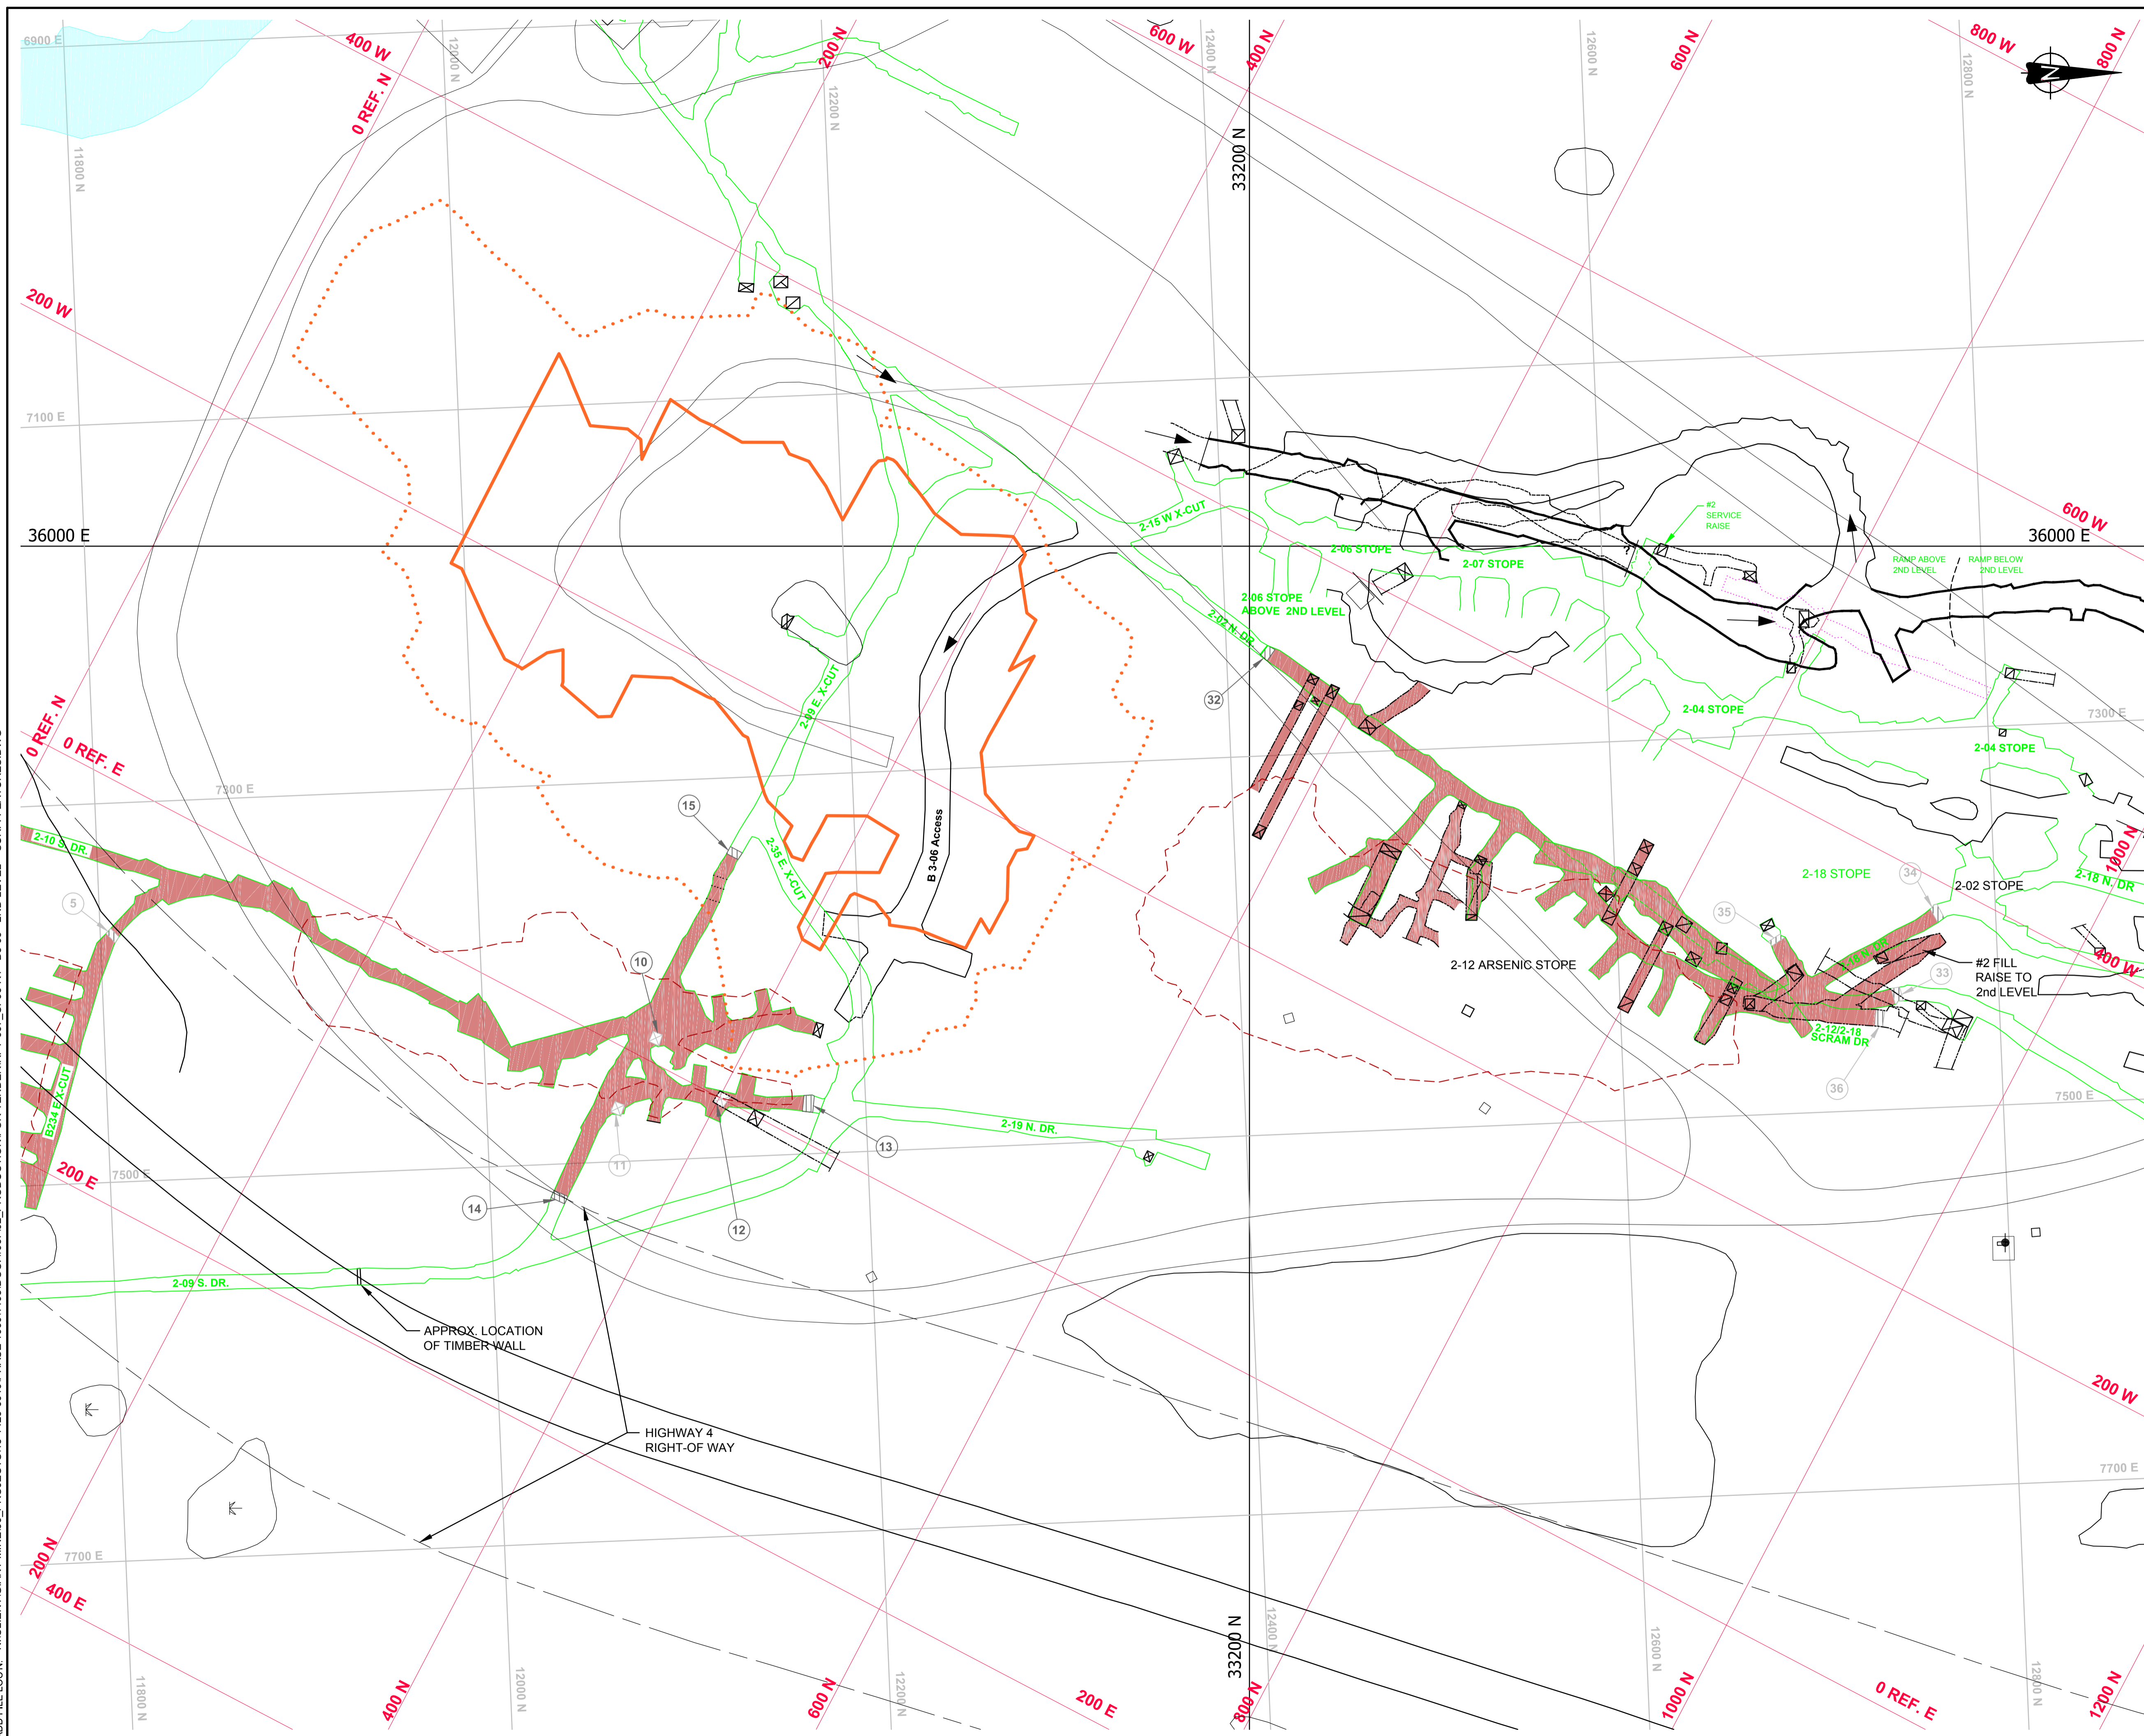 6900 E
400 W
12000 N
200 N
600 W
12400 N
400 N
12600 N
600 N
800 W
12800 N
800 N
N
0 REF. N
12200 N
11800 N
33200 N
200 W
7100 E
36000 E
2-15 W X-CUT
2-06 STOPE
2-07 STOPE
#2
SERVICE
RAISE
600 W
36000 E
?
RAMP ABOVE
2ND LEVEL
RAMP BELOW
2ND LEVEL
2-06 STOPE
ABOVE 2ND LEVEL
2-02 N. DR.
32
2-09 E. X-CUT
2-04 STOPE
7300 E
2-04 STOPE
0 REF. N
0 REF. E
7300 E
15
2-10 S. DR.
2-35 E. X-CUT
B 3-06 Access
5
1000 N
2-18 STOPE
34
2-02 STOPE
2-18 N. DR
35
10
2-12 ARSENIC STOPE
400 W
#2 FILL
RAISE TO
2nd LEVEL
33
2-12/2-18
SCRAM DR
36
7500 E
B234 E X-CUT
2-19 N. DR.
13
11
200 E
7500 E
14
12
2-09 S. DR.
APPROX. LOCATION
OF TIMBER WALL
200 W
HIGHWAY 4
RIGHT-OF WAY
7700 E
7700 E
200 N
400 E
33200 N
12400 N
12600 N
11800 N
400 N
12000 N
600 N
12200 N
200 E
800 N
1000 N
0 REF. E
12800 N
1200 N